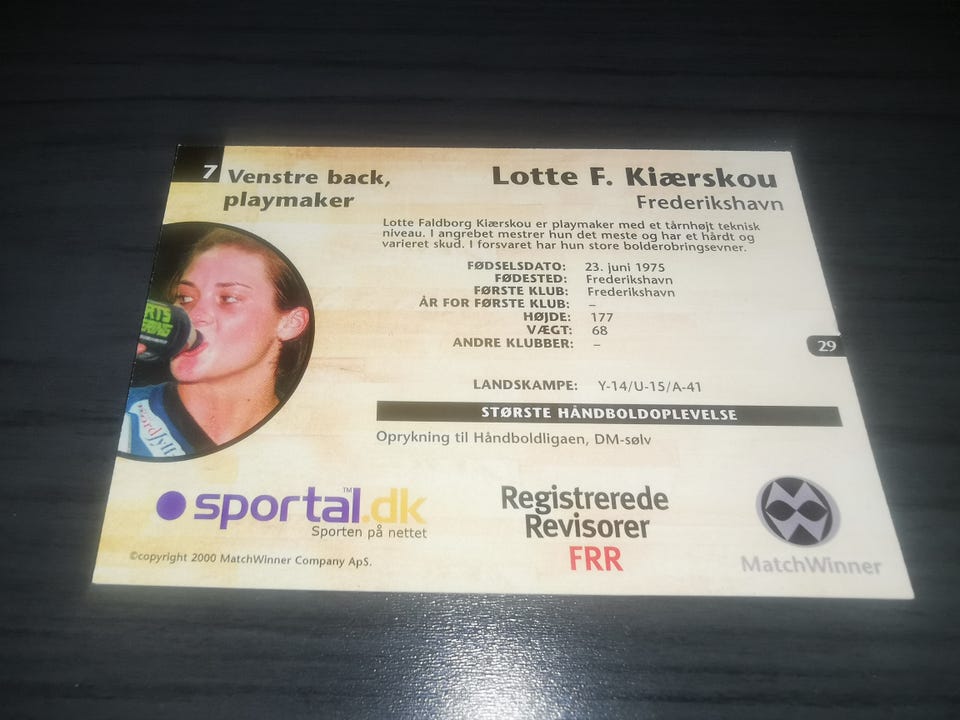 7
Venstre back,
playmaker
Lotte F. Kiærskou
Frederikshavn
Lotte Faldborg Kiærskou er playmaker med et tårnhøjt teknisk
niveau. I angrebet mestrer hun det meste og har et hårdt og
varieret skud. I forsvaret har hun store bolderobringsevner.
FØDSELSDATO: 23. juni 1975
FØDESTED: Frederikshavn
FØRSTE KLUB: Frederikshavn
ÅR FOR FØRSTE KLUB: –
HØJDE: 177
VÆGT: 68
ANDRE KLUBBER: –
29
LANDSKAMPE: Y-14/U-15/A-41
STØRSTE HÅNDBOLDOPLEVELSE
Oprykning til Håndboldligaen, DM-sølv
sportal.dk
TM
Sporten på nettet
Registrerede
Revisorer
FRR
MatchWinner
©copyright 2000 MatchWinner Company ApS.